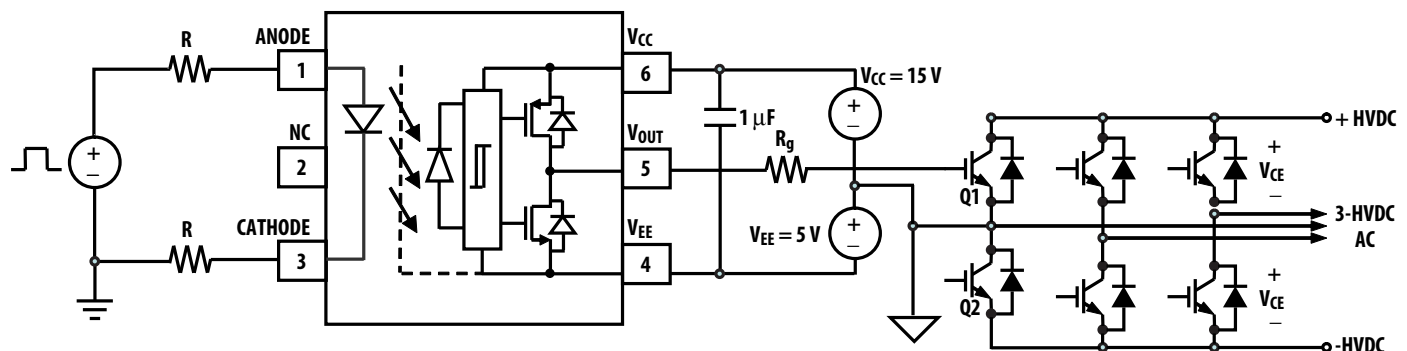 R
ANODE
1
NC
2
CATHODE
3
R
VCC
6
VOUT
5
VEE
4
1 μF
Rg
VCC = 15 V
+
−
VEE = 5 V
+
−
+
−
Q1
Q2
+ HVDC
+
VCE
−
3-HVDC
AC
+
VCE
−
-HVDC